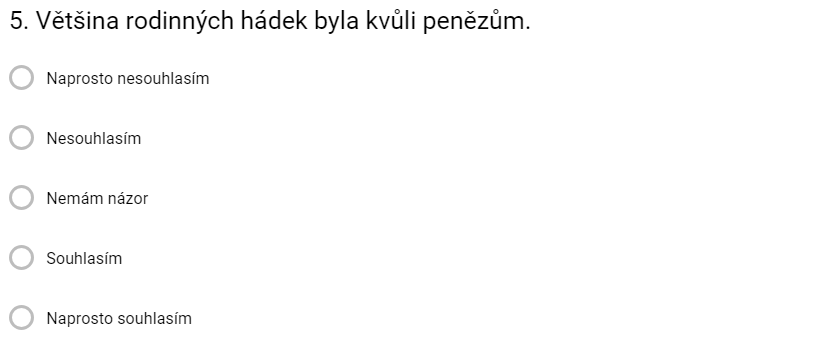 5. Většina rodinných hádek byla kvůli penězům.
Naprosto nesouhlasím
Nesouhlasím
Nemám názor
Souhlasím
Naprosto souhlasím